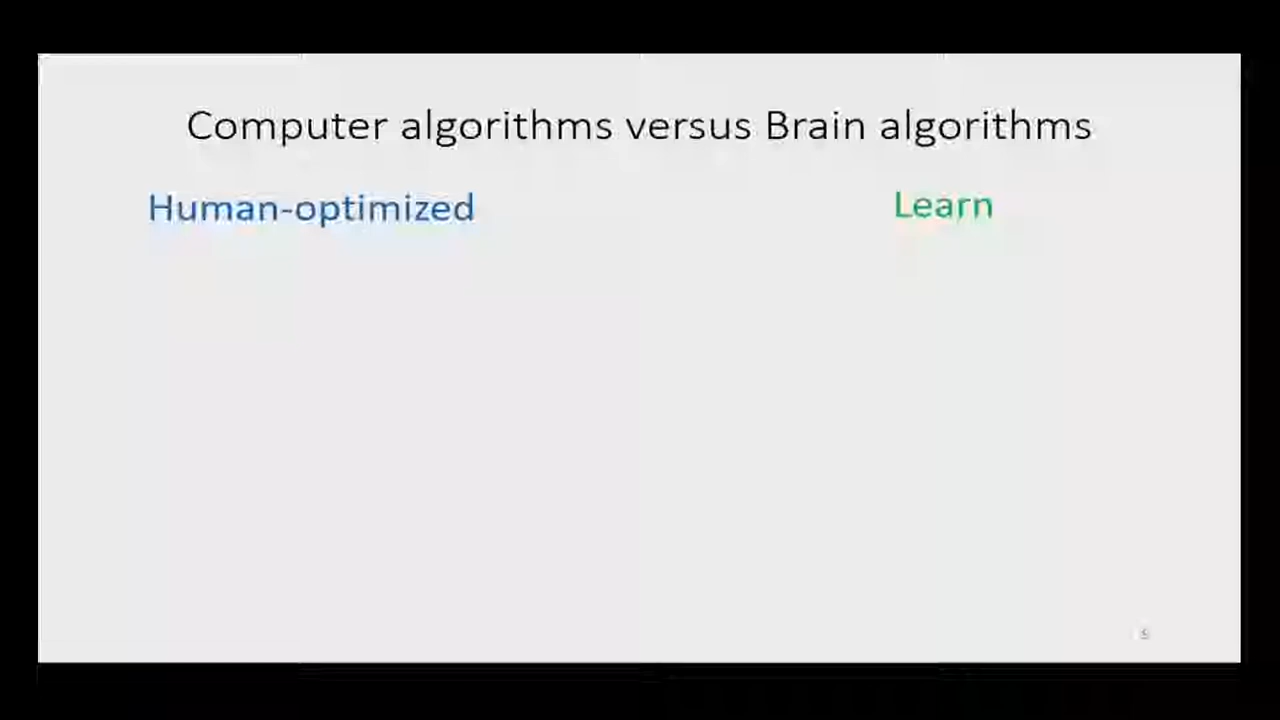 Computer algorithms versus Brain algorithms
Human-optimized
Learn